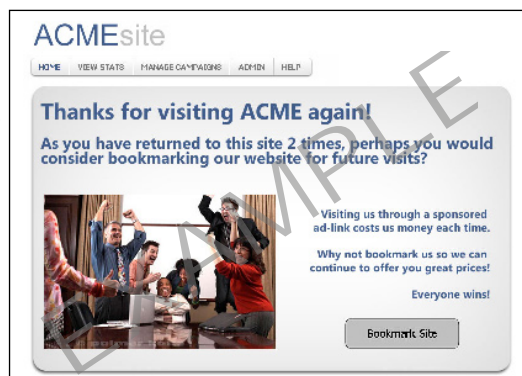 ACMEsite
HOME VIEW STATS MANAGE CAMPAIGNS ADMIN HELP
Thanks for visiting ACME again!
As you have returned to this site 2 times, perhaps you would
consider bookmarking our website for future visits?
Visiting us through a sponsored
ad-link costs us money each time.
Why not bookmark us so we can
continue to offer you great prices!
Everyone wins!
Bookmark Site
EXAMPLE